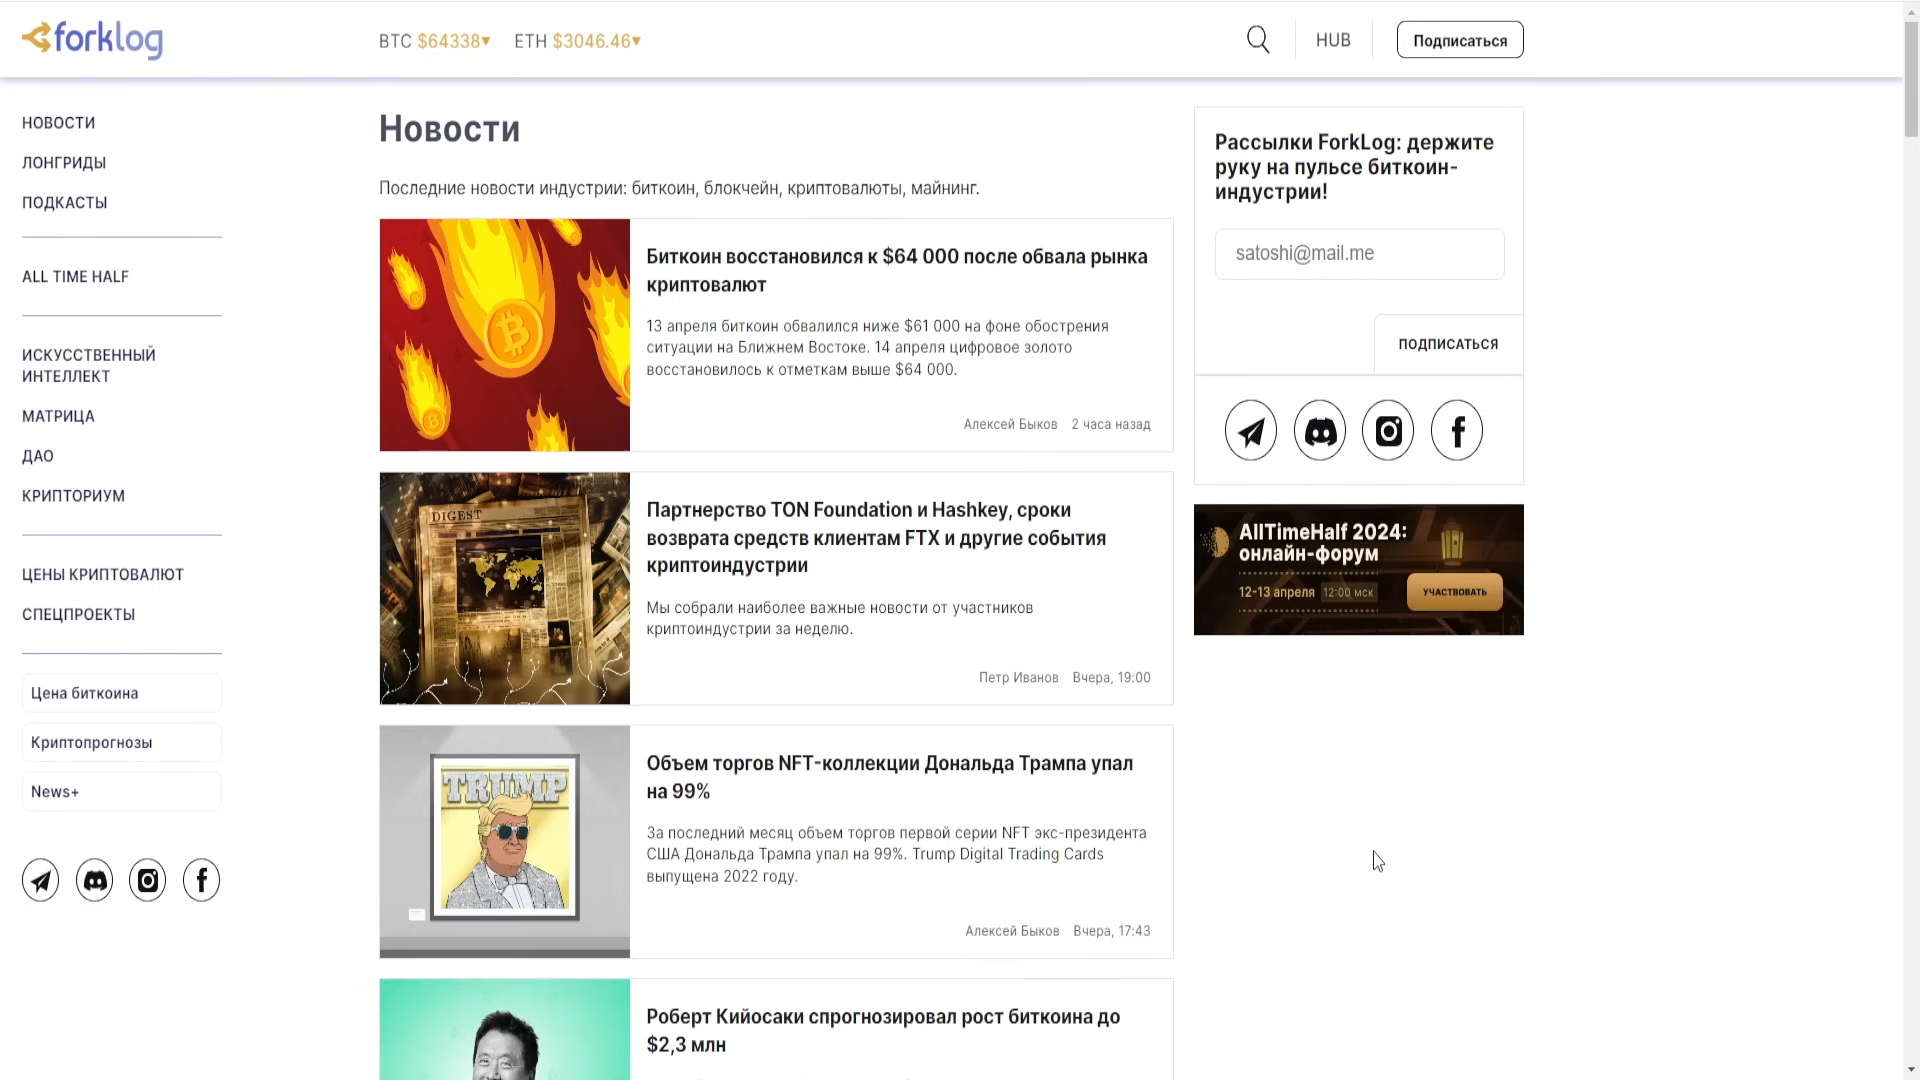 forklog
BTC $64338▼ ETH $3046.46▼
HUB
Подписаться
НОВОСТИ
ЛОНГРИДЫ
ПОДКАСТЫ
ALL TIME HALF
ИСКУССТВЕННЫЙ
ИНТЕЛЛЕКТ
МАТРИЦА
ДАО
КРИПТОРИУМ
ЦЕНЫ КРИПТОВАЛЮТ
СПЕЦПРОЕКТЫ
Цена биткоина
Криптопрогнозы
News+
Новости
Последние новости индустрии: биткоин, блокчейн, криптовалюты, майнинг.
Биткоин восстановился к $64 000 после обвала рынка
криптовалют
13 апреля биткоин обвалился ниже $61 000 на фоне обострения
ситуации на Ближнем Востоке. 14 апреля цифровое золото
восстановилось к отметкам выше $64 000.
Алексей Быков 2 часа назад
DIGEST
Партнерство TON Foundation и Hashkey, сроки
возврата средств клиентам FTX и другие события
криптоиндустрии
Мы собрали наиболее важные новости от участников
криптоиндустрии за неделю.
Петр Иванов Вчера, 19:00
TRUMP
Объем торгов NFT-коллекции Дональда Трампа упал
на 99%
За последний месяц объем торгов первой серии NFT экс-президента
США Дональда Трампа упал на 99%. Trump Digital Trading Cards
выпущена 2022 году.
Алексей Быков Вчера, 17:43
Роберт Кийосаки спрогнозировал рост биткоина до
$2,3 млн
Рассылки ForkLog: держите
руку на пульсе биткоин-
индустрии!
satoshi@mail.me
ПОДПИСАТЬСЯ
AllTimeHalf 2024:
онлайн-форум
12-13 апреля 12:00 мск
УЧАСТВОВАТЬ